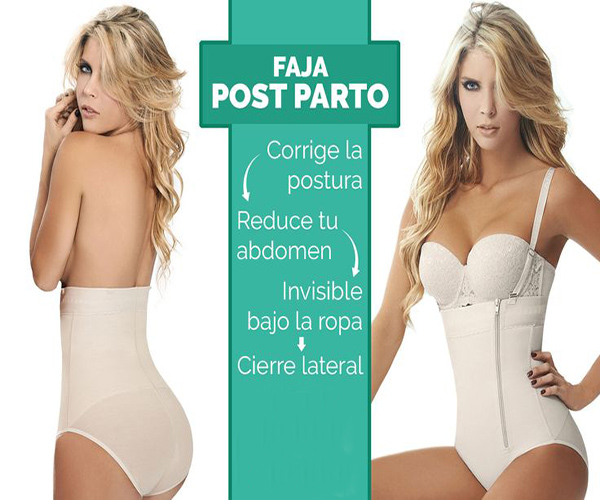 FAJA
POST PARTO
Corrige la
postura
Reduce tu
abdomen
Invisible
bajo la ropa
Cierre lateral